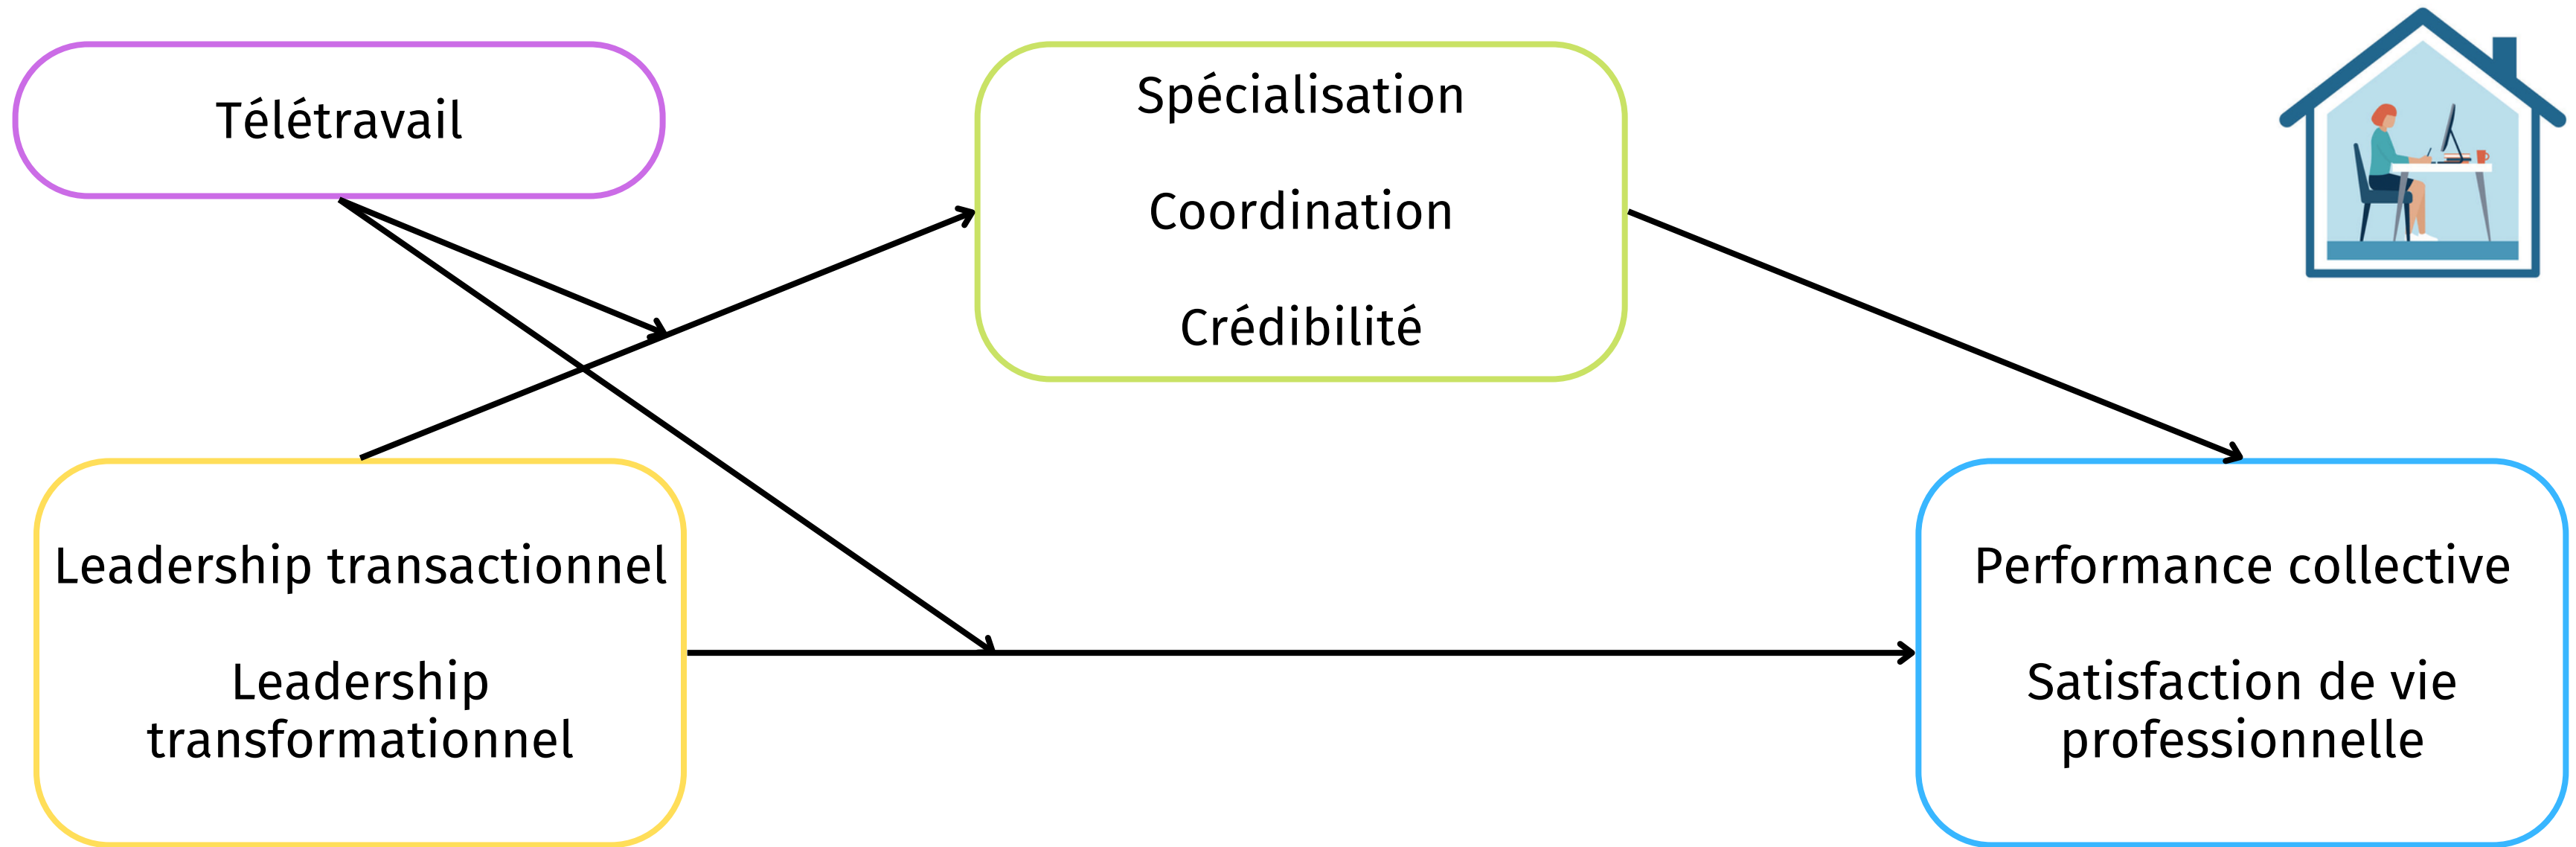 Télétravail
Spécialisation
Coordination
Crédibilité
Leadership transactionnel
Leadership
transformationnel
Performance collective
Satisfaction de vie
professionnelle